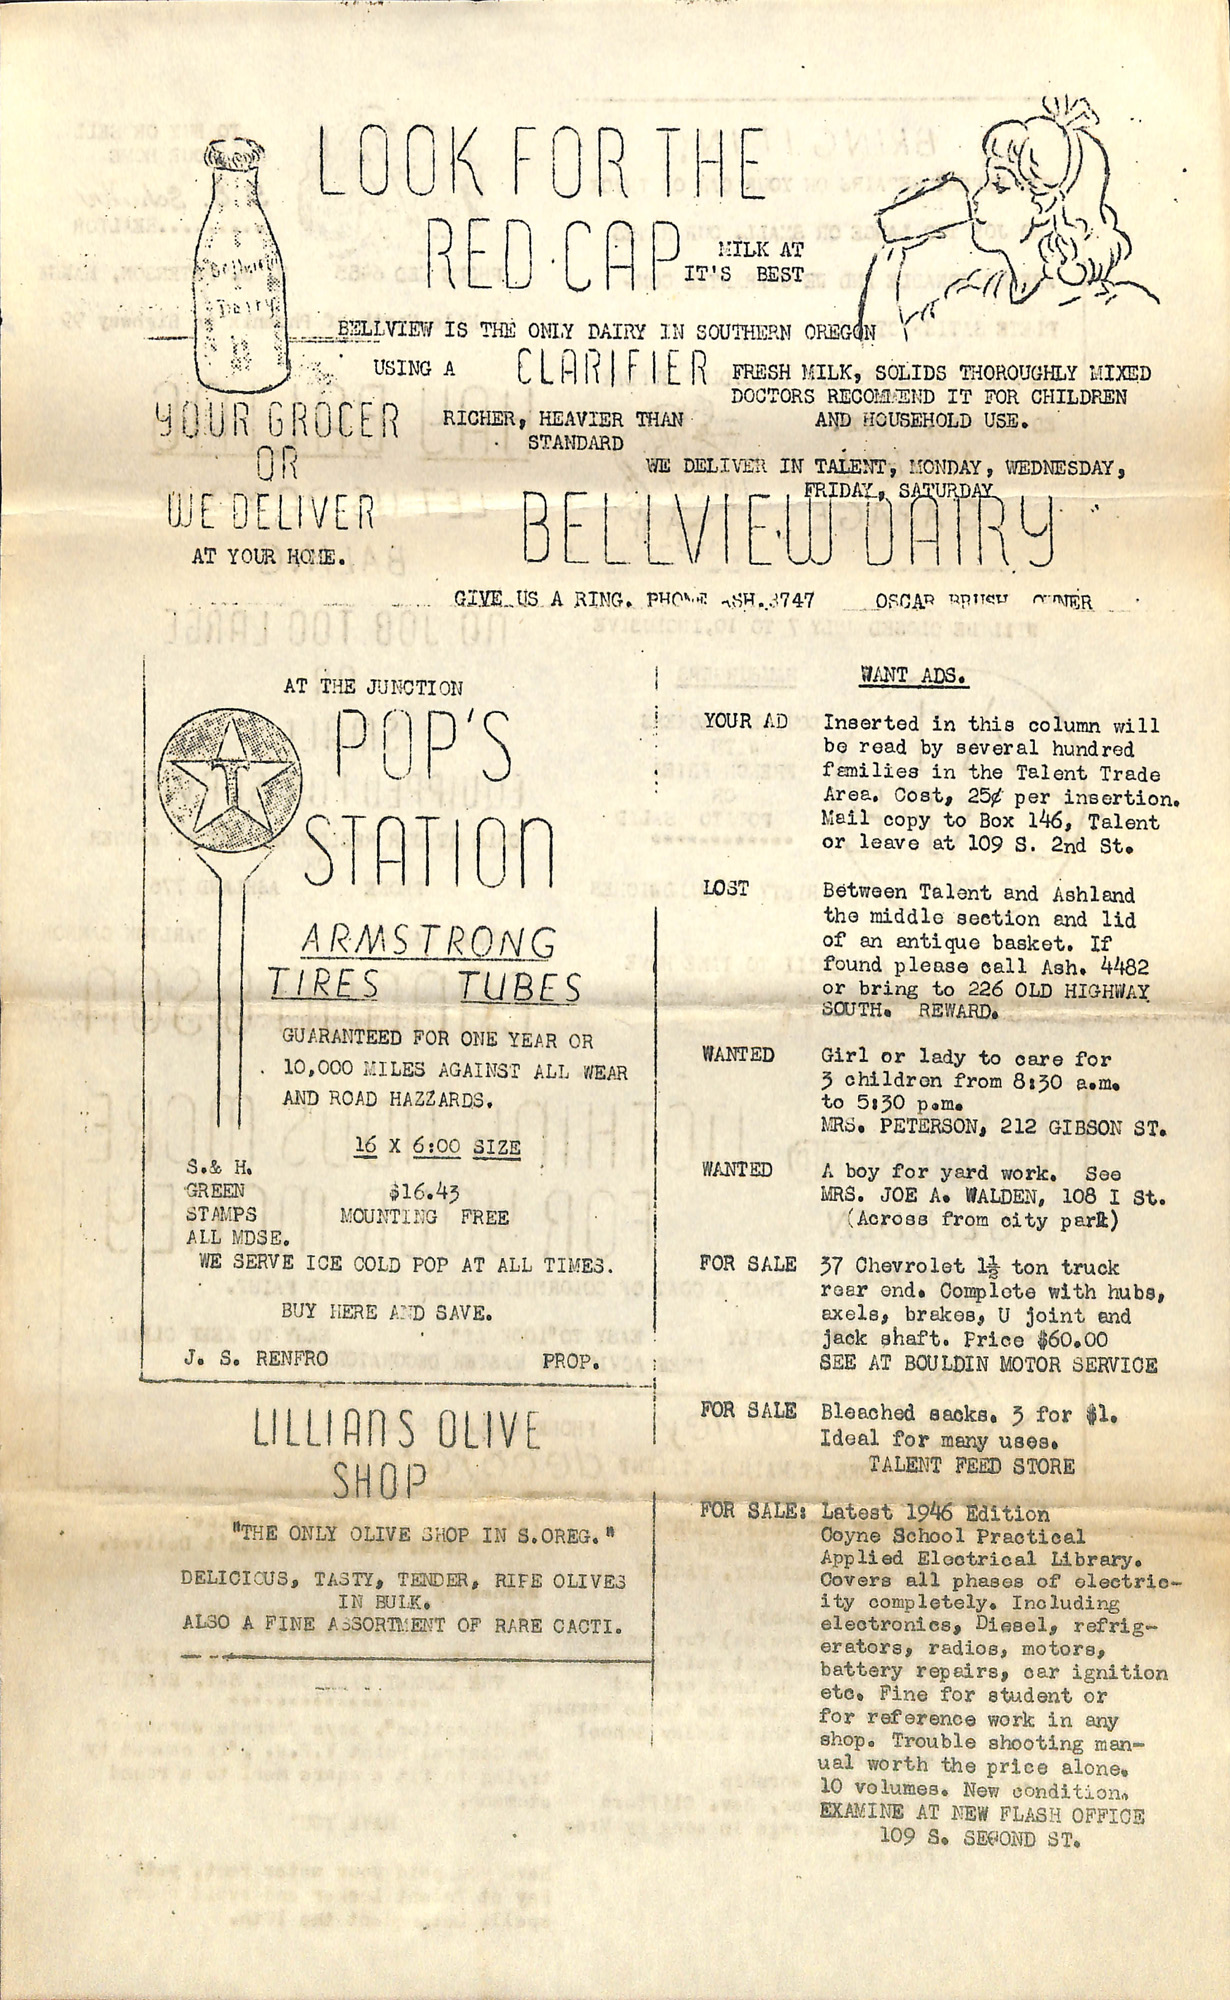 LOOK FOR THE
RED CAP
MILK AT
IT'S BEST
Bellview
Dairy
BELLVIEW IS THE ONLY DAIRY IN SOUTHERN OREGON
USING A CLARIFIER
FRESH MILK, SOLIDS THOROUGHLY MIXED
DOCTORS RECOMMEND IT FOR CHILDREN
AND HOUSEHOLD USE.
RICHER, HEAVIER THAN
STANDARD
YOUR GROCER
OR
WE DELIVER
AT YOUR HOME.
WE DELIVER IN TALENT, MONDAY, WEDNESDAY,
FRIDAY, SATURDAY
BELLVIEW DAIRY
GIVE US A RING. PHONE ASH.3747 OSCAR BRUSH OWNER
AT THE JUNCTION
POP'S
STATION
T
ARMSTRONG
TIRES TUBES
GUARANTEED FOR ONE YEAR OR
10,000 MILES AGAINST ALL WEAR
AND ROAD HAZZARDS.
16 X 6:00 SIZE
S.& H.
GREEN
STAMPS
ALL MDSE.
$16.43
MOUNTING FREE
WE SERVE ICE COLD POP AT ALL TIMES.
BUY HERE AND SAVE.
J. S. RENFRO PROP.
LILLIANS OLIVE
SHOP
"THE ONLY OLIVE SHOP IN S.OREG."
DELICIOUS, TASTY, TENDER, RIPE OLIVES
IN BULK.
ALSO A FINE ASSORTMENT OF RARE CACTI.
WANT ADS.
YOUR AD Inserted in this column will
be read by several hundred
families in the Talent Trade
Area. Cost, 25¢ per insertion.
Mail copy to Box 146, Talent
or leave at 109 S. 2nd St.
LOST Between Talent and Ashland
the middle section and lid
of an antique basket. If
found please call Ash. 4482
or bring to 226 OLD HIGHWAY
SOUTH. REWARD.
WANTED Girl or lady to care for
3 children from 8:30 a.m.
to 5:30 p.m.
MRS. PETERSON, 212 GIBSON ST.
WANTED A boy for yard work. See
MRS. JOE A. WALDEN, 108 I St.
(Across from city park)
FOR SALE 37 Chevrolet 1½ ton truck
rear end. Complete with hubs,
axels, brakes, U joint and
jack shaft. Price $60.00
SEE AT BOULDIN MOTOR SERVICE
FOR SALE Bleached sacks. 3 for $1.
Ideal for many uses.
TALENT FEED STORE
FOR SALE: Latest 1946 Edition
Coyne School Practical
Applied Electrical Library.
Covers all phases of electric-
ity completely. Including
electronics, Diesel, refrig-
erators, radios, motors,
battery repairs, car ignition
etc. Fine for student or
for reference work in any
shop. Trouble shooting man-
ual worth the price alone.
10 volumes. New condition.
EXAMINE AT NEW FLASH OFFICE
109 S. SECOND ST.